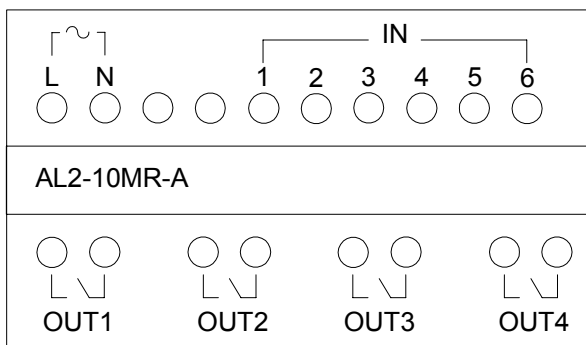 IN
L N 1 2 3 4 5 6
AL2-10MR-A
OUT1 OUT2 OUT3 OUT4